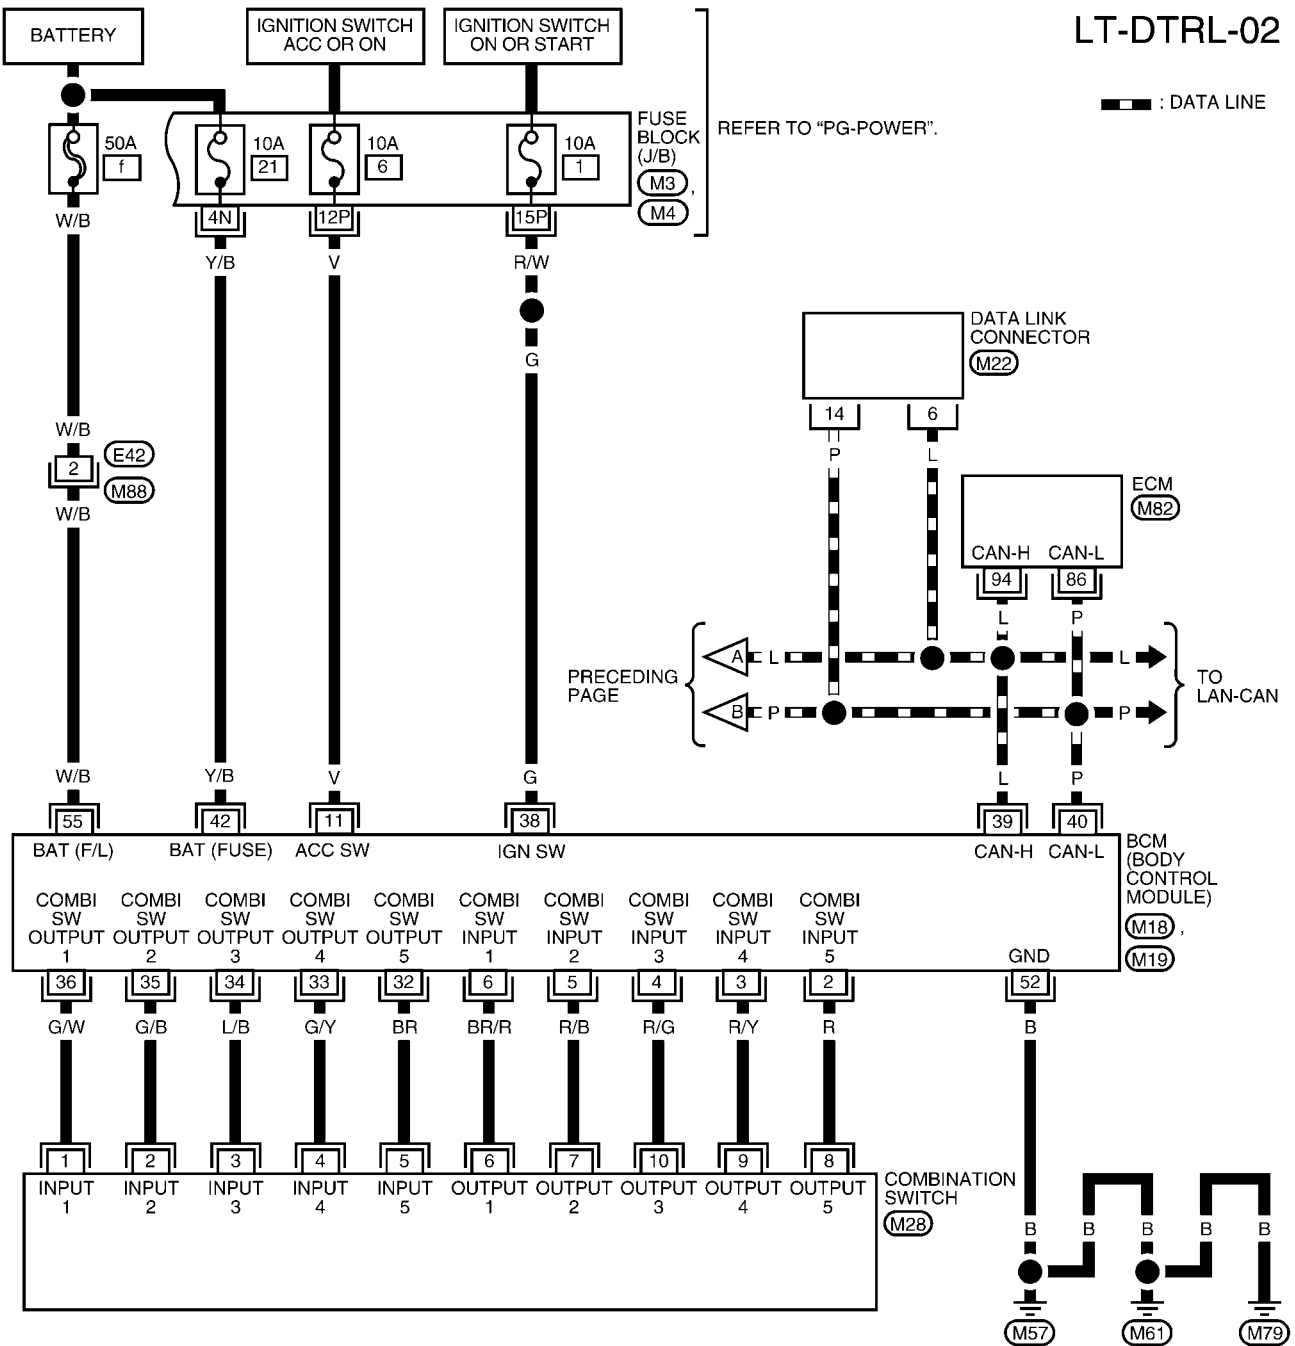 LT-DTRL-02
BATTERY
IGNITION SWITCH
ACC OR ON
IGNITION SWITCH
ON OR START
: DATA LINE
REFER TO “PG-POWER”.
50A
f
10A
21
10A
6
10A
1
FUSE
BLOCK
(J/B)
M3 ,
M4
4N
12P
15P
W/B
Y/B
V
R/W
G
DATA LINK
CONNECTOR
M22
14
6
P
L
W/B
2
E42
M88
W/B
ECM
M82
CAN-H
CAN-L
94
86
L
P
PRECEDING
PAGE
A
L
L
B
P
P
TO
LAN-CAN
W/B
Y/B
V
G
L
P
55
42
11
38
39
40
BAT (F/L)
BAT (FUSE)
ACC SW
IGN SW
CAN-H
CAN-L
BCM
(BODY
CONTROL
MODULE)
M18 ,
M19
COMBI
SW
OUTPUT
1
COMBI
SW
OUTPUT
2
COMBI
SW
OUTPUT
3
COMBI
SW
OUTPUT
4
COMBI
SW
OUTPUT
5
COMBI
SW
INPUT
1
COMBI
SW
INPUT
2
COMBI
SW
INPUT
3
COMBI
SW
INPUT
4
COMBI
SW
INPUT
5
GND
36
35
34
33
32
6
5
4
3
2
52
G/W
G/B
L/B
G/Y
BR
BR/R
R/B
R/G
R/Y
R
B
1
2
3
4
5
6
7
10
9
8
INPUT
1
INPUT
2
INPUT
3
INPUT
4
INPUT
5
OUTPUT
1
OUTPUT
2
OUTPUT
3
OUTPUT
4
OUTPUT
5
COMBINATION
SWITCH
M28
B
B
B
B
B
M57
M61
M79